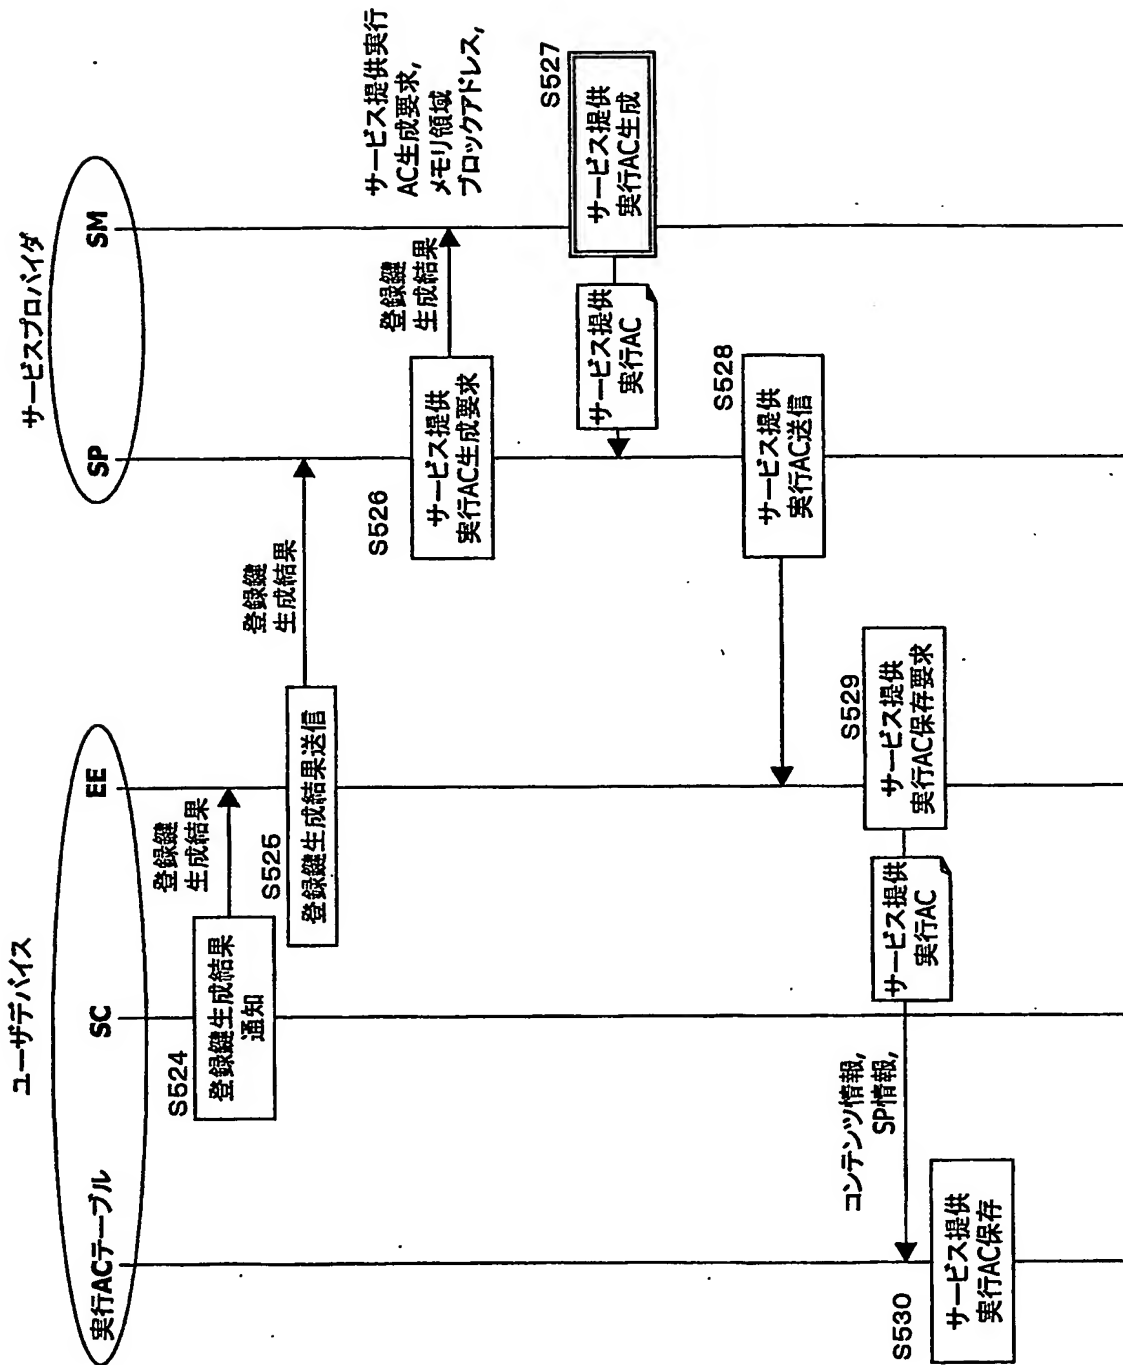 ユーザデバイス
サービスプロバイダ
実行ACテーブル
SC
EE
SP
SM
S524
登録鍵生成結果
通知
登録鍵
生成結果
S525
登録鍵生成結果送信
登録鍵
生成結果
S526
サービス提供
実行AC生成要求
登録鍵
生成結果
サービス提供実行
AC生成要求,
メモリ領域
ブロックアドレス,
S527
サービス提供
実行AC生成
サービス提供
実行AC
S528
サービス提供
実行AC送信
S529
サービス提供
実行AC保存要求
サービス提供
実行AC
コンテンツ情報,
SP情報,
S530
サービス提供
実行AC保存